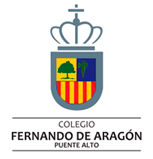 COLEGIO
FERNANDO DE ARAGÓN
PUENTE ALTO